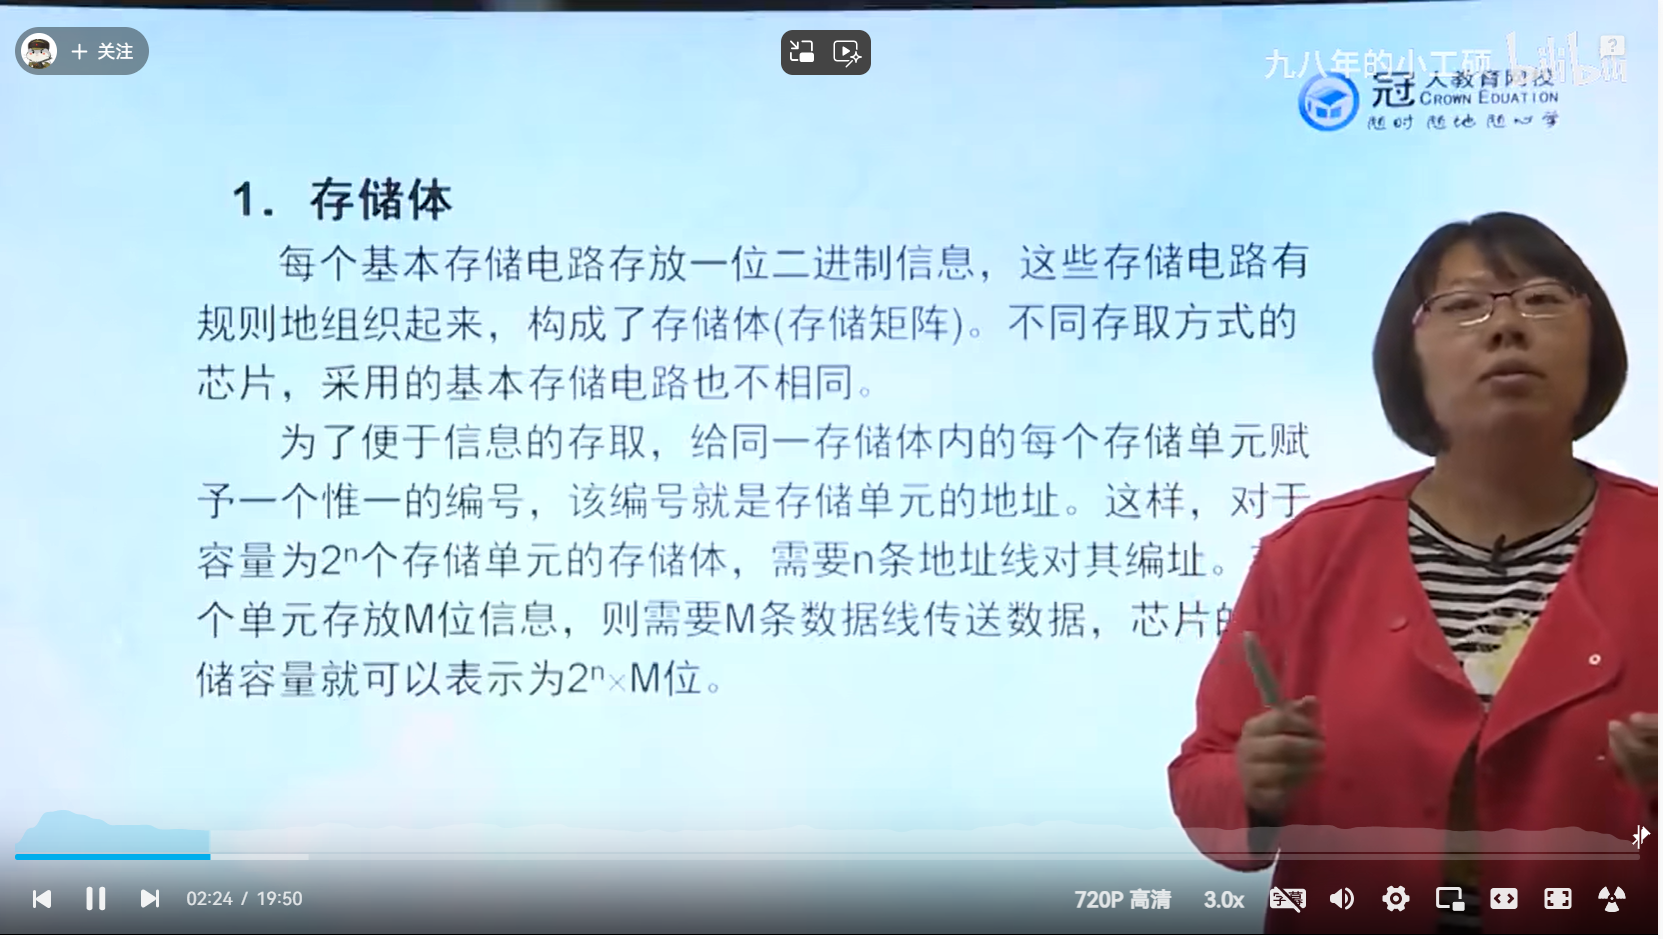 关注
九八年的小工硕 bilibili
冠人教育网校
CROWN EDUATION
随时随地随心学
1. 存储体
每个基本存储电路存放一位二进制信息，这些存储电路有
规则地组织起来，构成了存储体(存储矩阵)。不同存取方式的
芯片，采用的基本存储电路也不相同。
为了便于信息的存取，给同一存储体内的每个存储单元赋
予一个惟一的编号，该编号就是存储单元的地址。这样，对于
容量为2ⁿ个存储单元的存储体，需要n条地址线对其编址。
个单元存放M位信息，则需要M条数据线传送数据，芯片的
储容量就可以表示为2ⁿ×M位。
02:24 / 19:50
720P 高清
3.0x
字幕